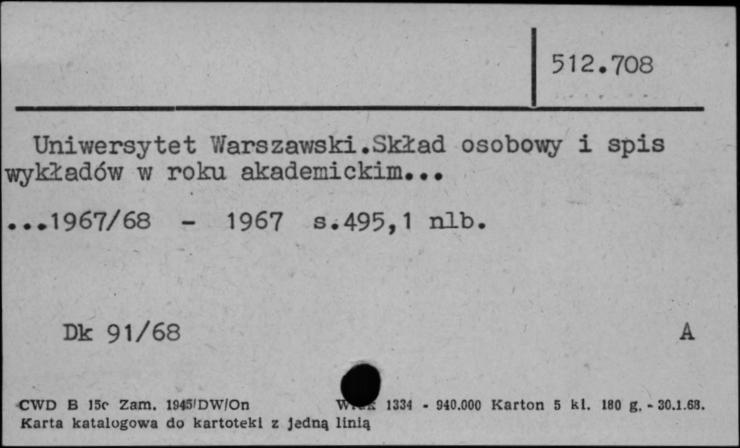 512.708
Uniwersytet Warszawski.Skład osobowy i spis
wykładów w roku akademickim...
...1967/68 - 1967 s.495,1 nlb.
Dk 91/68 A
CWD B 15c Zam. 1945/DW/On 1334 - 940.000 Karton 5 kl. 180 g. - 30.1.68.
Karta katalogowa do kartoteki z jedną linią